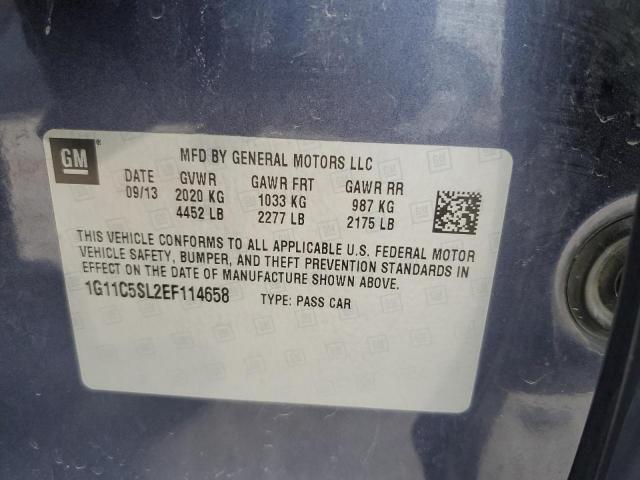 GM
MFD BY GENERAL MOTORS LLC
DATE GVWR GAWR FRT GAWR RR
09/13 2020 KG 1033 KG 987 KG
4452 LB 2277 LB 2175 LB
THIS VEHICLE CONFORMS TO ALL APPLICABLE U.S. FEDERAL MOTOR
VEHICLE SAFETY, BUMPER, AND THEFT PREVENTION STANDARDS IN
EFFECT ON THE DATE OF MANUFACTURE SHOWN ABOVE.
1G11C5SL2EF114658 TYPE: PASS CAR